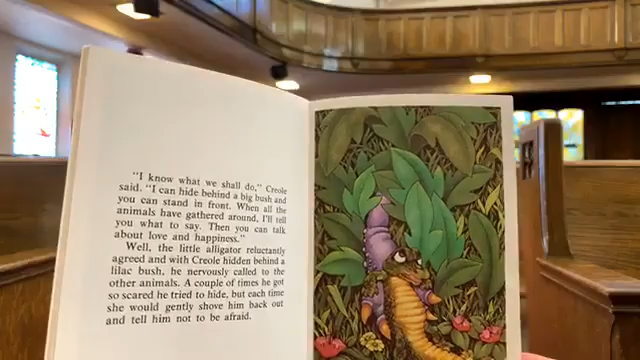 "I know what we shall do," Creole
said. "I can hide behind a big bush and
you can stand in front. When all the
animals have gathered around, I'll tell
you what to say. Then you can talk
about love and happiness."
Well, the little alligator reluctantly
agreed and with Creole hidden behind a
lilac bush, he nervously called to the
other animals. A couple of times he got
so scared he tried to hide, but each time
she would gently shove him back out
and tell him not to be afraid.